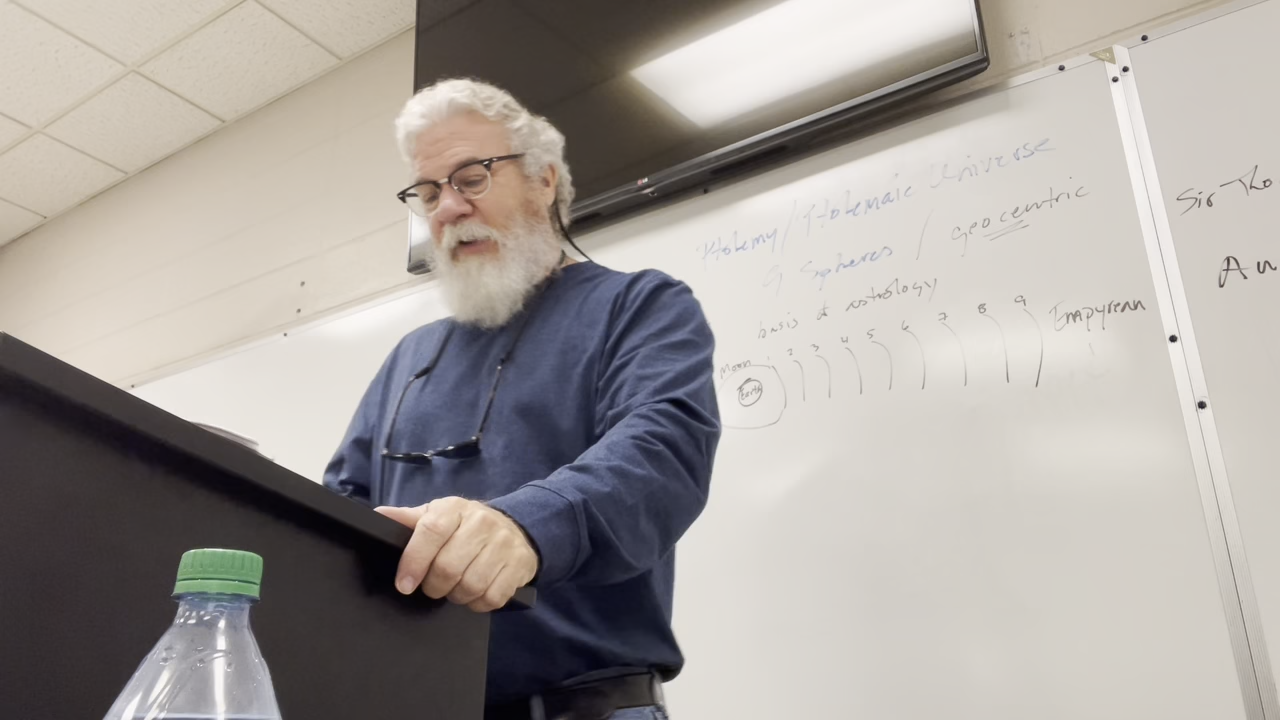 Ptolemy / Ptolemaic Universe
9 Spheres / geocentric
basis of astrology
Moon 1 2 3 4 5 6 7 8 9 Empyrean
Earth
Sir Tho
Au
LG